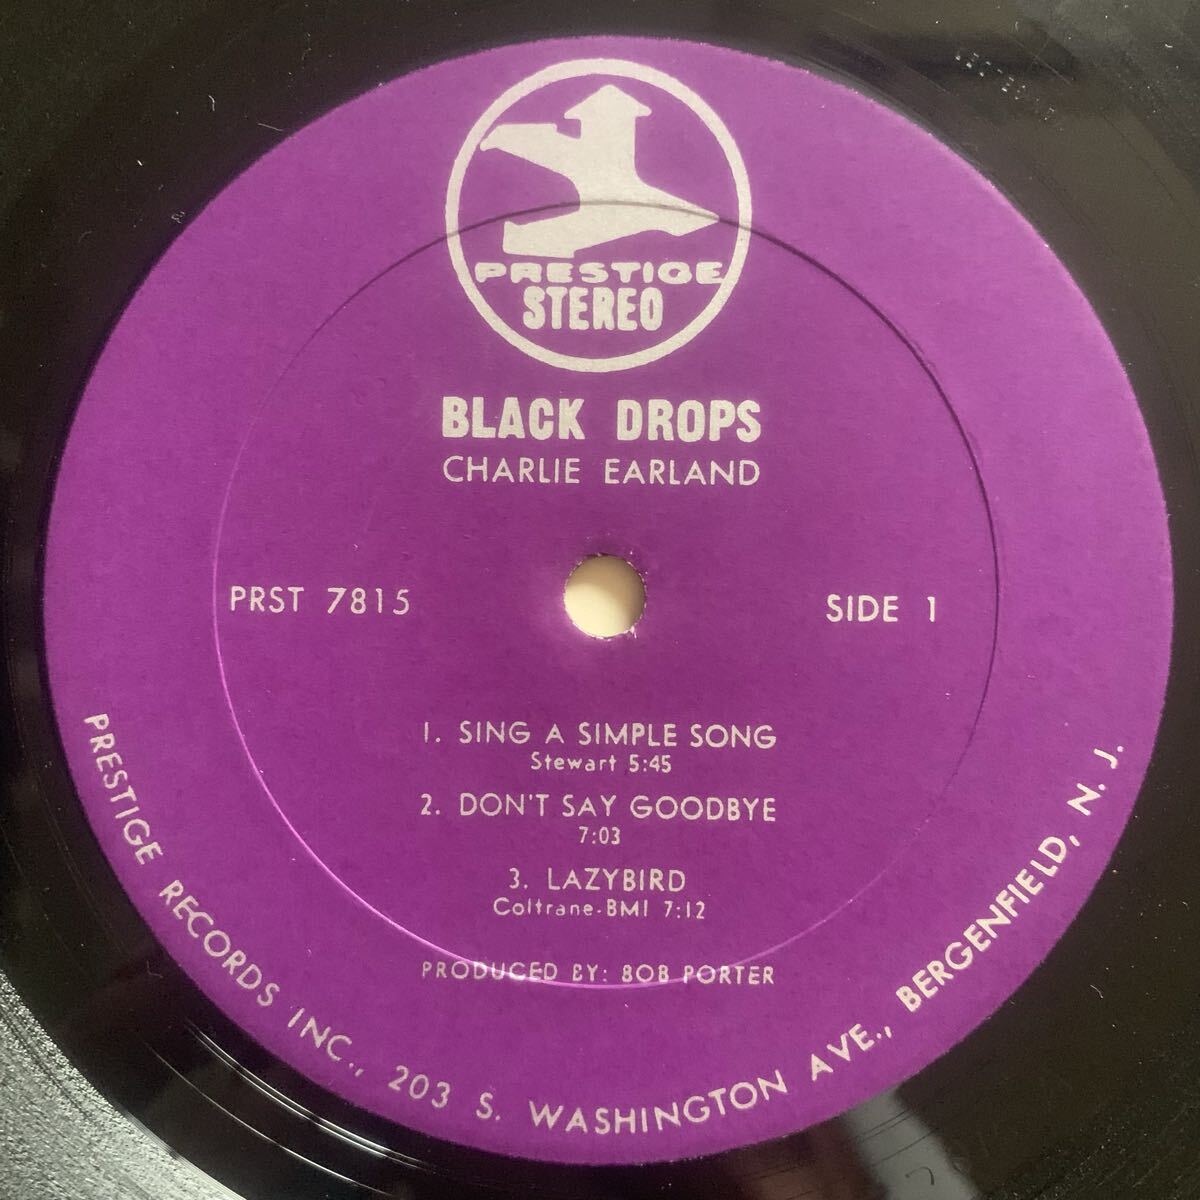 PRESTIGE
STEREO
BLACK DROPS
CHARLIE EARLAND
PRST 7815
SIDE 1
1. SING A SIMPLE SONG
Stewart 5:45
2. DON'T SAY GOODBYE
7:03
3. LAZYBIRD
Coltrane-BMI 7:12
PRODUCED BY: BOB PORTER
PRESTIGE RECORDS INC., 203 S. WASHINGTON AVE., BERGENFIELD, N. J.